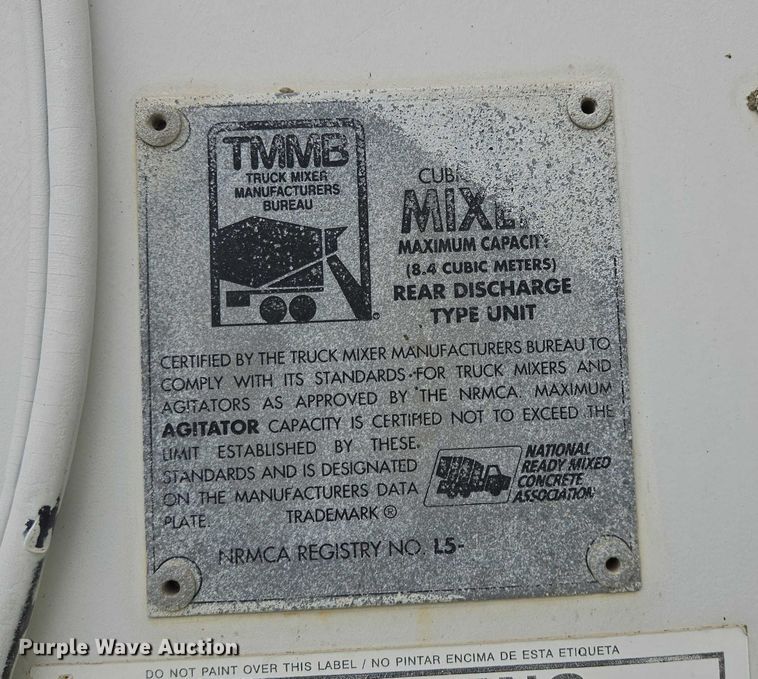 TMMB
TRUCK MIXER
MANUFACTURERS
BUREAU
MAXIMUM CAPACITY
(8.4 CUBIC METERS)
REAR DISCHARGE
TYPE UNIT
CERTIFIED BY THE TRUCK MIXER MANUFACTURERS BUREAU TO
COMPLY WITH ITS STANDARDS FOR TRUCK MIXERS AND
AGITATORS AS APPROVED BY THE NRMCA. MAXIMUM
AGITATOR CAPACITY IS CERTIFIED NOT TO EXCEED THE
LIMIT ESTABLISHED BY THESE
STANDARDS AND IS DESIGNATED
ON THE MANUFACTURERS DATA
PLATE. TRADEMARK ®
NATIONAL
READY MIXED
CONCRETE
ASSOCIATION
NRMCA REGISTRY NO. L5-
Purple Wave Auction
DO NOT PAINT OVER THIS LABEL / NO PINTAR ENCIMA DE ESTA ETIQUETA